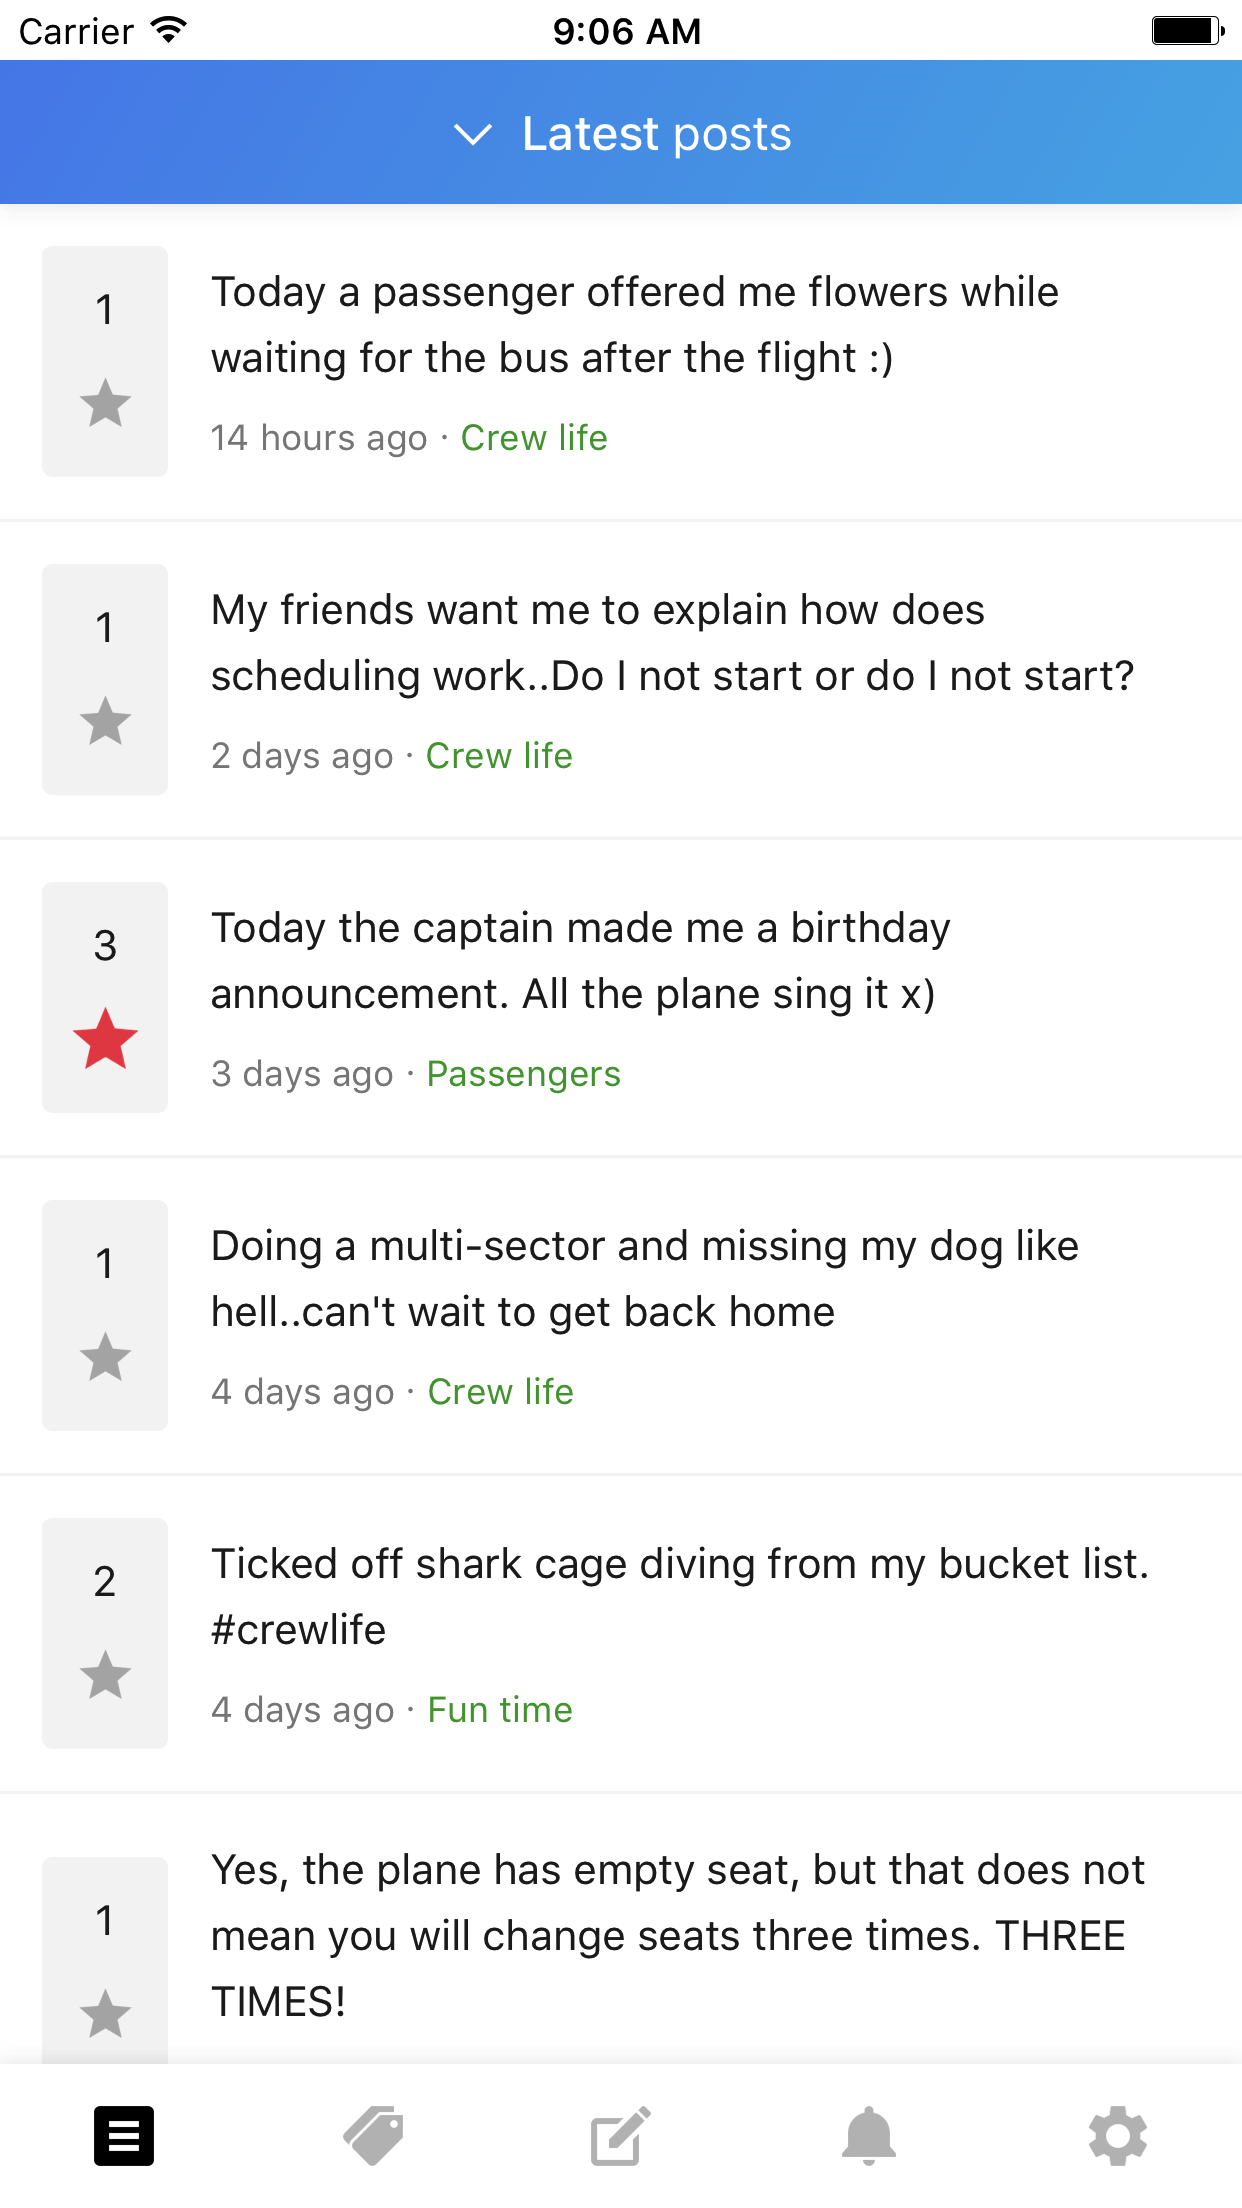 Carrier 9:06 AM
Latest posts
1
Today a passenger offered me flowers while
waiting for the bus after the flight :)
14 hours ago · Crew life
1
My friends want me to explain how does
scheduling work..Do I not start or do I not start?
2 days ago · Crew life
3
Today the captain made me a birthday
announcement. All the plane sing it x)
3 days ago · Passengers
1
Doing a multi-sector and missing my dog like
hell..can't wait to get back home
4 days ago · Crew life
2
Ticked off shark cage diving from my bucket list.
#crewlife
4 days ago · Fun time
1
Yes, the plane has empty seat, but that does not
mean you will change seats three times. THREE
TIMES!